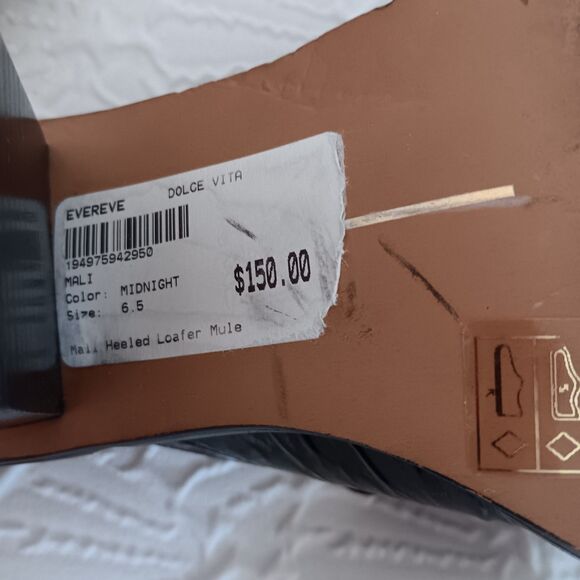 EVEREVE DOLCE VITA
194975942950
MALI
Color: MIDNIGHT
Size: 6.5
$150.00
Mali Heeled Loafer Mule